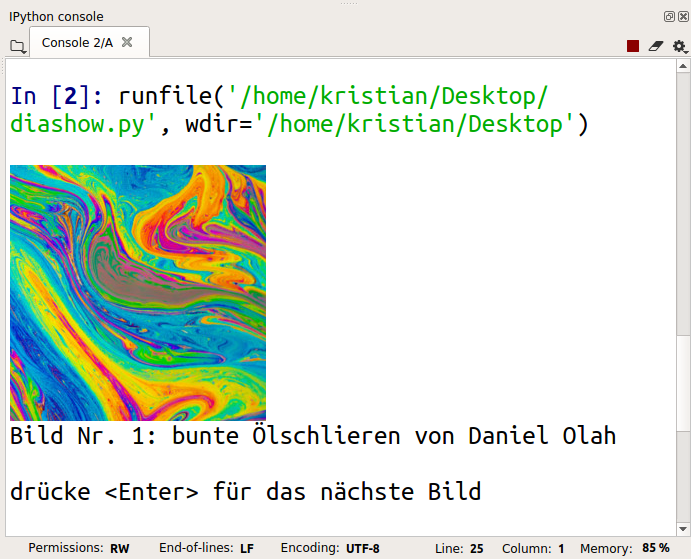 IPython console
Console 2/A
In [2]: runfile('/home/kristian/Desktop/
diashow.py', wdir='/home/kristian/Desktop')
Bild Nr. 1: bunte Ölschlieren von Daniel Olah
drücke <Enter> für das nächste Bild
Permissions: RW End-of-lines: LF Encoding: UTF-8 Line: 25 Column: 1 Memory: 85 %